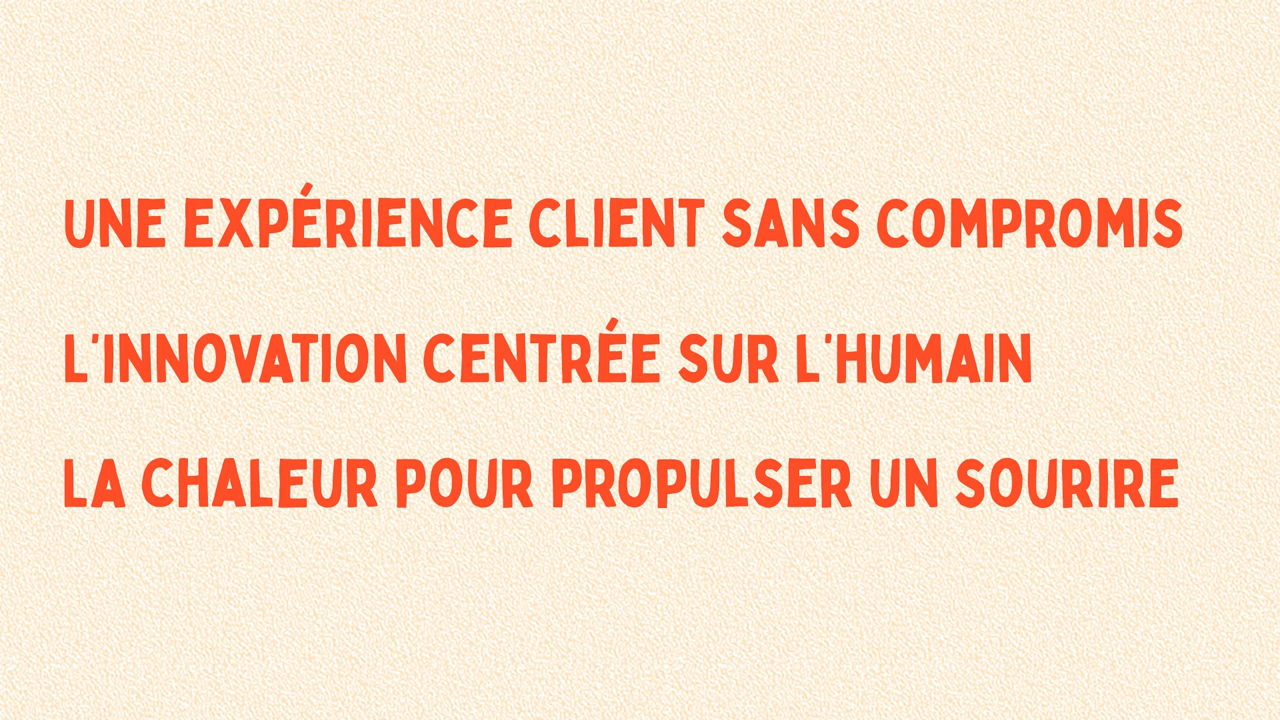 UNE EXPÉRIENCE CLIENT SANS COMPROMIS
L'INNOVATION CENTRÉE SUR L'HUMAIN
LA CHALEUR POUR PROPULSER UN SOURIRE